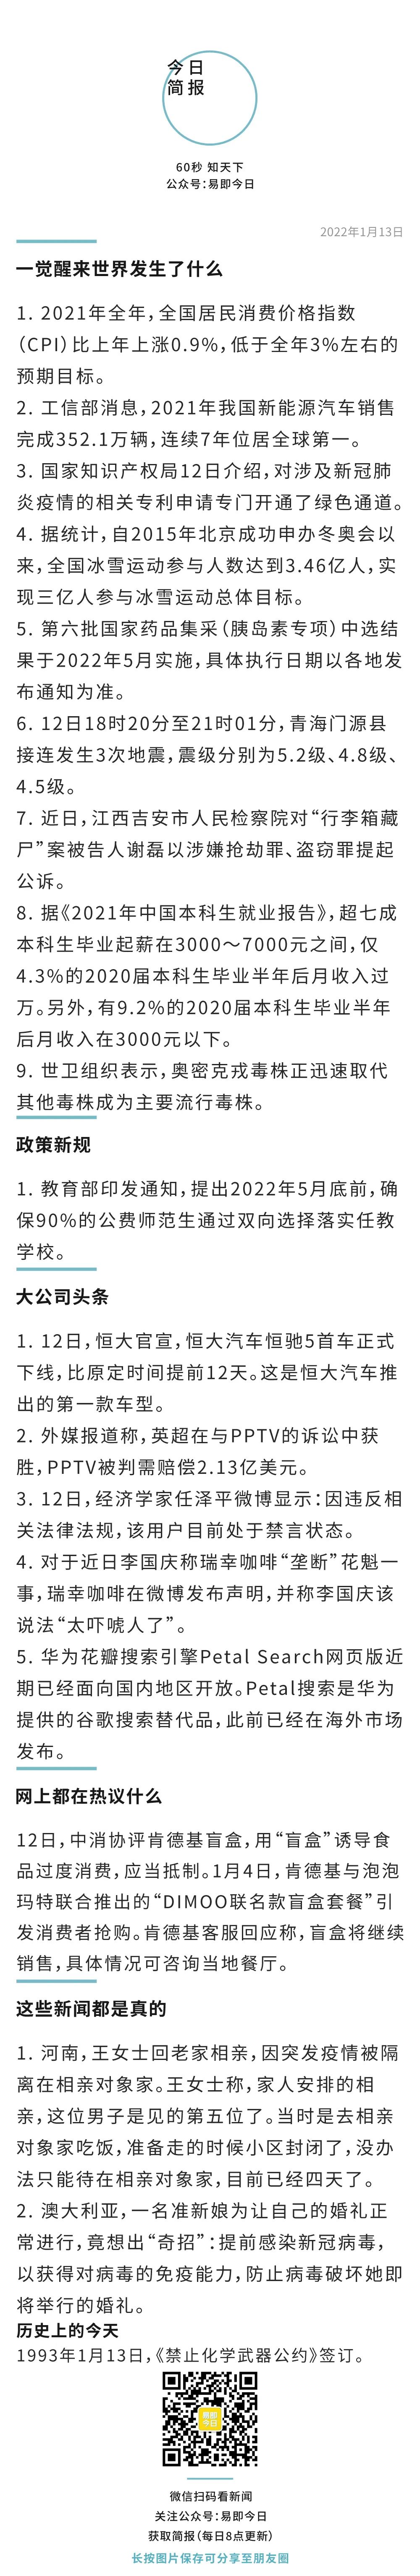 今日
简报
60秒 知天下
公众号：易即今日
2022年1月13日
一觉醒来世界发生了什么
1. 2021年全年，全国居民消费价格指数
（CPI）比上年上涨0.9%，低于全年3%左右的
预期目标。
2. 工信部消息，2021年我国新能源汽车销售
完成352.1万辆，连续7年位居全球第一。
3. 国家知识产权局12日介绍，对涉及新冠肺
炎疫情的相关专利申请专门开通了绿色通道。
4. 据统计，自2015年北京成功申办冬奥会以
来，全国冰雪运动参与人数达到3.46亿人，实
现三亿人参与冰雪运动总体目标。
5. 第六批国家药品集采（胰岛素专项）中选结
果于2022年5月实施，具体执行日期以各地发
布通知为准。
6. 12日18时20分至21时01分，青海门源县
接连发生3次地震，震级分别为5.2级、4.8级、
4.5级。
7. 近日，江西吉安市人民检察院对“行李箱藏
尸”案被告人谢磊以涉嫌抢劫罪、盗窃罪提起
公诉。
8. 据《2021年中国本科生就业报告》，超七成
本科生毕业起薪在3000～7000元之间，仅
4.3%的2020届本科生毕业半年后月收入过
万。另外，有9.2%的2020届本科生毕业半年
后月收入在3000元以下。
9. 世卫组织表示，奥密克戎毒株正迅速取代
其他毒株成为主要流行毒株。
政策新规
1. 教育部印发通知，提出2022年5月底前，确
保90%的公费师范生通过双向选择落实任教
学校。
大公司头条
1. 12日，恒大官宣，恒大汽车恒驰5首车正式
下线，比原定时间提前12天。这是恒大汽车推
出的第一款车型。
2. 外媒报道称，英超在与PPTV的诉讼中获
胜，PPTV被判需赔偿2.13亿美元。
3. 12日，经济学家任泽平微博显示：因违反相
关法律法规，该用户目前处于禁言状态。
4. 对于近日李国庆称瑞幸咖啡“垄断”花魁一
事，瑞幸咖啡在微博发布声明，并称李国庆该
说法“太吓唬人了”。
5. 华为花瓣搜索引擎Petal Search网页版近
期已经面向国内地区开放。Petal搜索是华为
提供的谷歌搜索替代品，此前已经在海外市场
发布。
网上都在热议什么
12日，中消协评肯德基盲盒，用“盲盒”诱导食
品过度消费，应当抵制。1月4日，肯德基与泡泡
玛特联合推出的“DIMOO联名款盲盒套餐”引
发消费者抢购。肯德基客服回应称，盲盒将继续
销售，具体情况可咨询当地餐厅。
这些新闻都是真的
1. 河南，王女士回老家相亲，因突发疫情被隔
离在相亲对象家。王女士称，家人安排的相
亲，这位男子是见的第五位了。当时是去相亲
对象家吃饭，准备走的时候小区封闭了，没办
法只能待在相亲对象家，目前已经四天了。
2. 澳大利亚，一名准新娘为让自己的婚礼正
常进行，竟想出“奇招”：提前感染新冠病毒，
以获得对病毒的免疫能力，防止病毒破坏她即
将举行的婚礼。
历史上的今天
1993年1月13日，《禁止化学武器公约》签订。
易即
今日
微信扫码看新闻
关注公众号：易即今日
获取简报（每日8点更新）
长按图片保存可分享至朋友圈